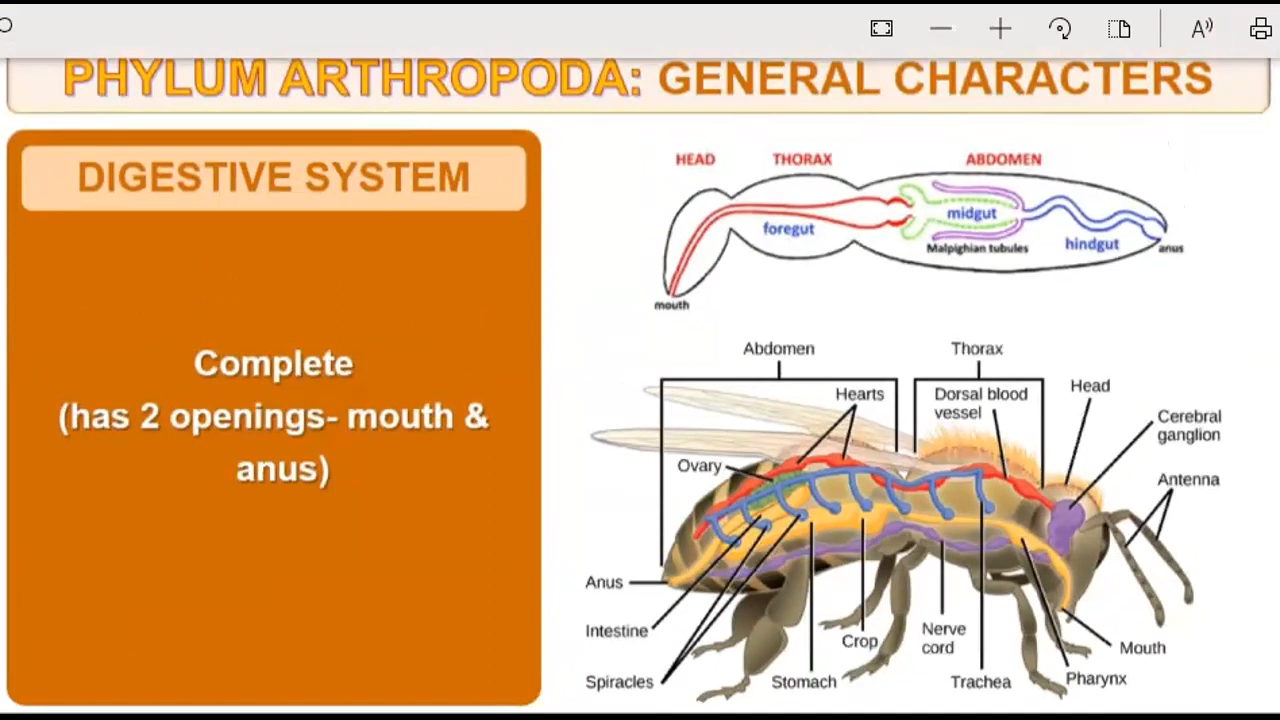 PHYLUM ARTHROPODA: GENERAL CHARACTERS
DIGESTIVE SYSTEM
Complete
(has 2 openings- mouth &
anus)
HEAD THORAX ABDOMEN
midgut
foregut
Malpighian tubules
hindgut
anus
mouth
Abdomen
Thorax
Hearts
Dorsal blood
vessel
Head
Cerebral
ganglion
Ovary
Antenna
Anus
Intestine
Crop
Nerve
cord
Mouth
Spiracles
Stomach
Trachea
Pharynx